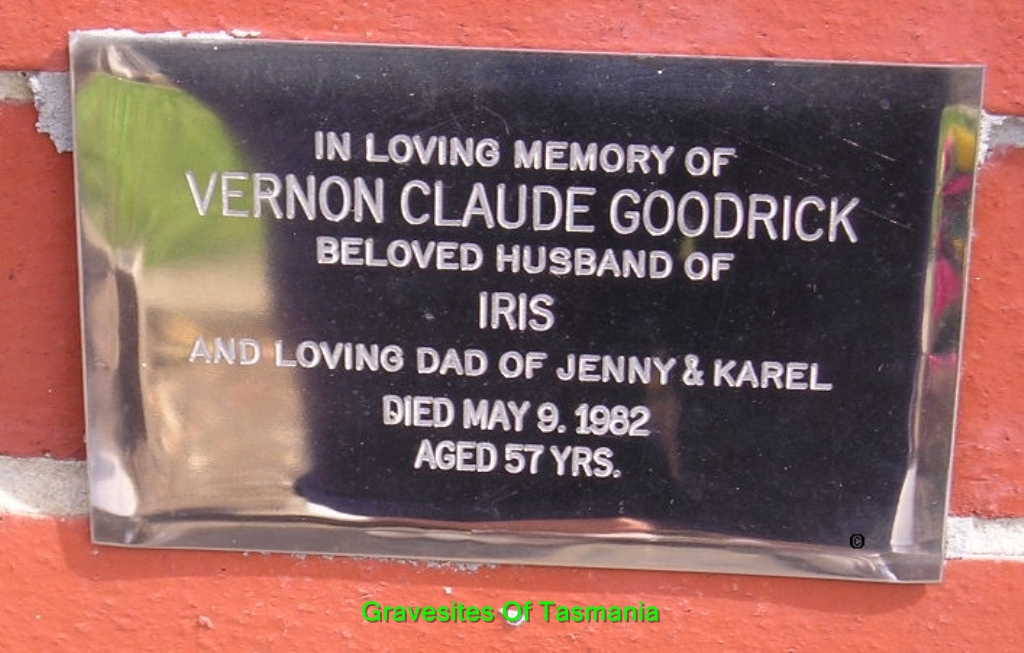 IN LOVING MEMORY OF
VERNON CLAUDE GOODRICK
BELOVED HUSBAND OF
IRIS
AND LOVING DAD OF JENNY & KAREL
DIED MAY 9. 1982
AGED 57 YRS.
©
Gravesites Of Tasmania